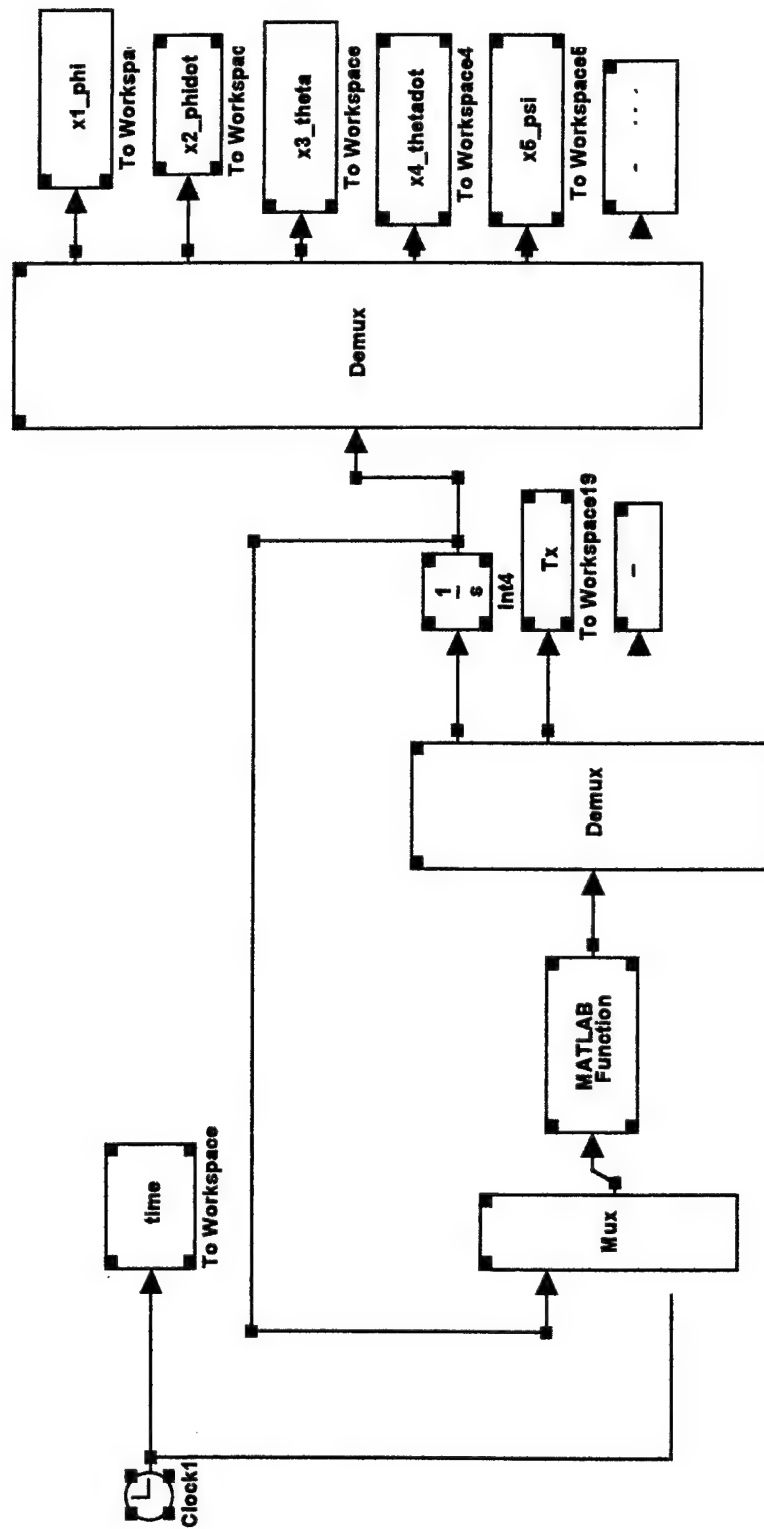 Clock1
time
To Workspace
Mux
MATLAB
Function
Demux
1
s
Int4
Tx
To Workspace19
Demux
x1_phi
To Workspa
x2_phidot
To Workspac
x3_theta
To Workspace
x4_thetadot
To Workspace4
x5_psi
To Workspace